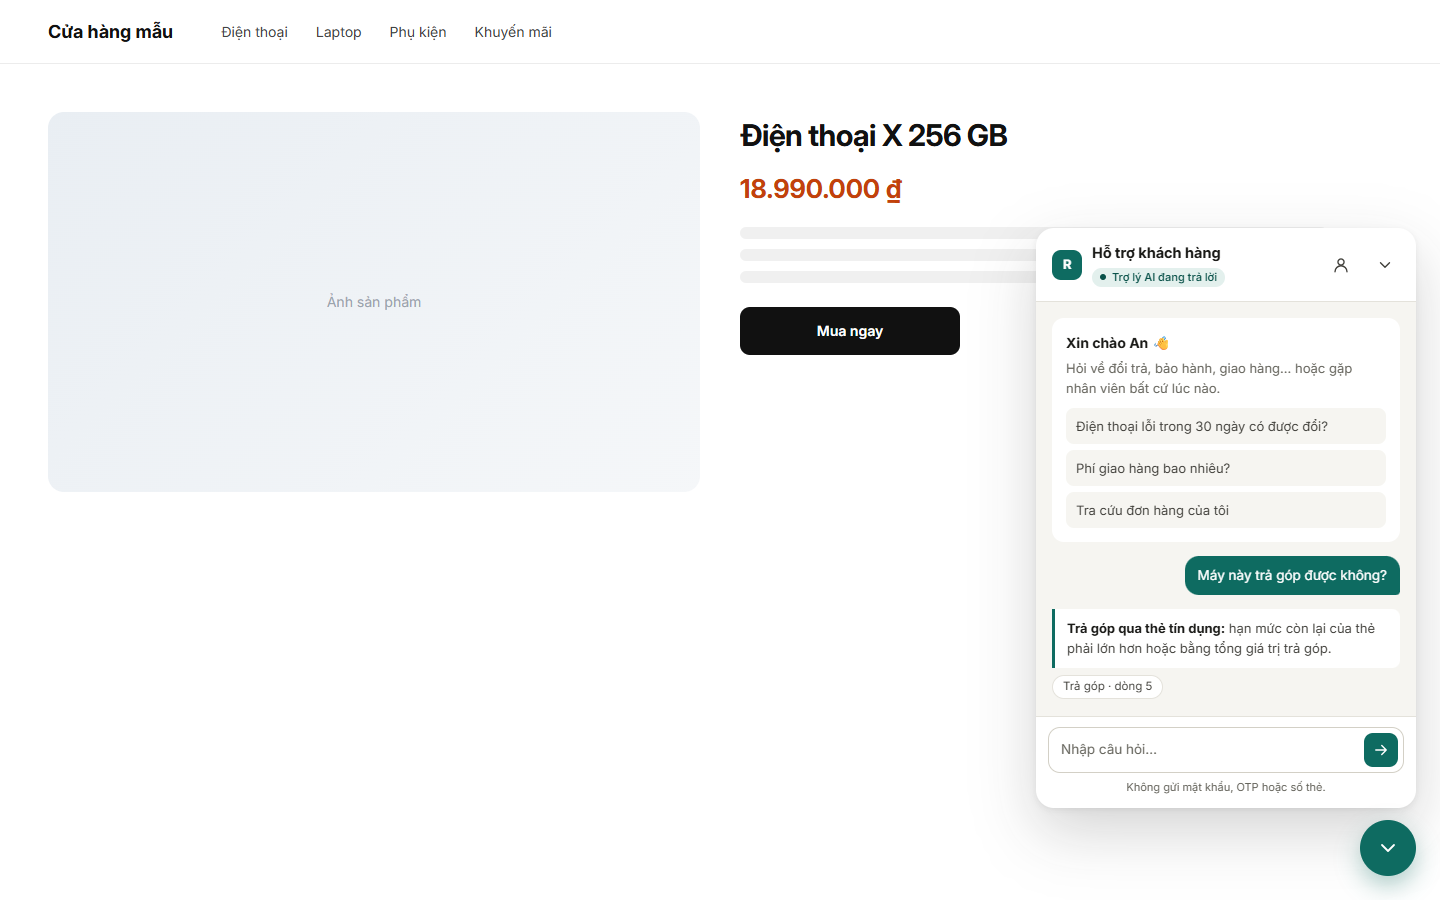 Cửa hàng mẫu
Điện thoại
Laptop
Phụ kiện
Khuyến mãi
Ảnh sản phẩm
Điện thoại X 256 GB
18.990.000 ₫
Mua ngay
R
Hỗ trợ khách hàng
Trợ lý AI đang trả lời
Xin chào An 👋
Hỏi về đổi trả, bảo hành, giao hàng... hoặc gặp
nhân viên bất cứ lúc nào.
Điện thoại lỗi trong 30 ngày có được đổi?
Phí giao hàng bao nhiêu?
Tra cứu đơn hàng của tôi
Máy này trả góp được không?
Trả góp qua thẻ tín dụng: hạn mức còn lại của thẻ
phải lớn hơn hoặc bằng tổng giá trị trả góp.
Trả góp · dòng 5
Nhập câu hỏi...
Không gửi mật khẩu, OTP hoặc số thẻ.